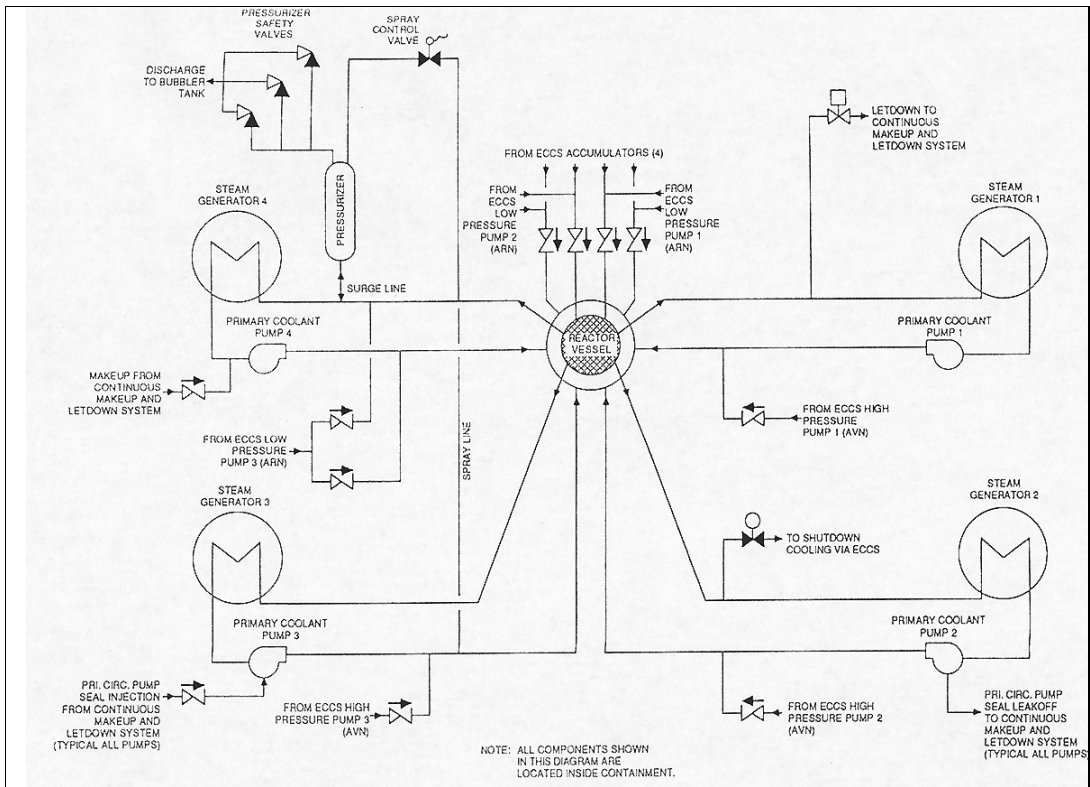 PRESSURIZER
SAFETY
VALVES
SPRAY
CONTROL
VALVE
DISCHARGE
TO BUBBLER
TANK
LETDOWN TO
CONTINUOUS
MAKEUP AND
LETDOWN SYSTEM
FROM ECCS ACCUMULATORS (4)
STEAM
GENERATOR 4
PRESSURIZER
FROM
ECCS
LOW
PRESSURE
PUMP 2
(ARN)
FROM
ECCS
LOW
PRESSURE
PUMP 1
(ARN)
STEAM
GENERATOR 1
SURGE LINE
PRIMARY COOLANT
PUMP 4
REACTOR
VESSEL
PRIMARY COOLANT
PUMP 1
MAKEUP FROM
CONTINUOUS
MAKEUP AND
LETDOWN SYSTEM
FROM ECCS HIGH
PRESSURE
PUMP 1 (AVN)
FROM ECCS LOW
PRESSURE
PUMP 3 (ARN)
SPRAY LINE
STEAM
GENERATOR 3
STEAM
GENERATOR 2
TO SHUTDOWN
COOLING VIA ECCS
PRIMARY COOLANT
PUMP 3
PRIMARY COOLANT
PUMP 2
PRI. CIRC. PUMP
SEAL INJECTION
FROM CONTINUOUS
MAKEUP AND
LETDOWN SYSTEM
(TYPICAL ALL PUMPS)
FROM ECCS HIGH
PRESSURE PUMP 3
(AVN)
FROM ECCS HIGH
PRESSURE PUMP 2
(AVN)
PRI. CIRC. PUMP
SEAL LEAKOFF
TO CONTINUOUS
MAKEUP AND
LETDOWN SYSTEM
(TYPICAL ALL PUMPS
NOTE: ALL COMPONENTS SHOWN
IN THIS DIAGRAM ARE
LOCATED INSIDE CONTAINMENT.